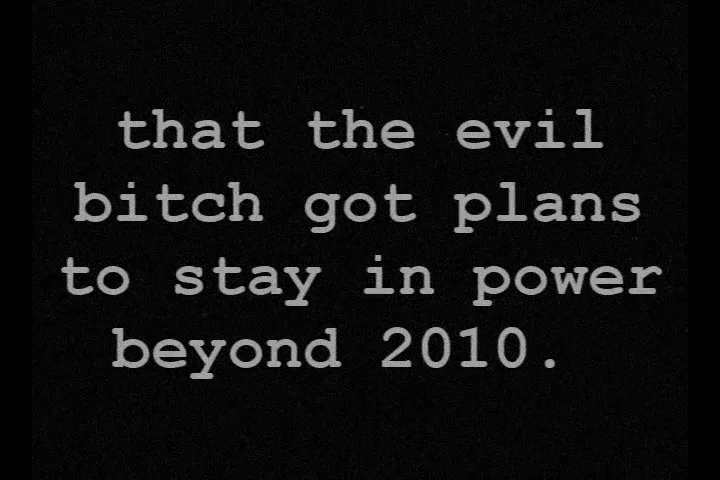 that the evil
bitch got plans
to stay in power
beyond 2010.